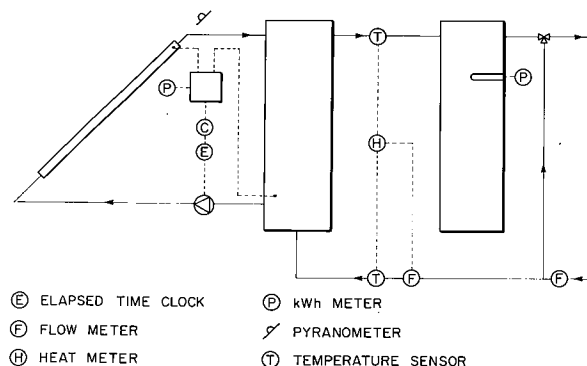 T
P
P
C
E
H
T
F
F
E ELAPSED TIME CLOCK
P kWh METER
F FLOW METER
PYRANOMETER
H HEAT METER
T TEMPERATURE SENSOR